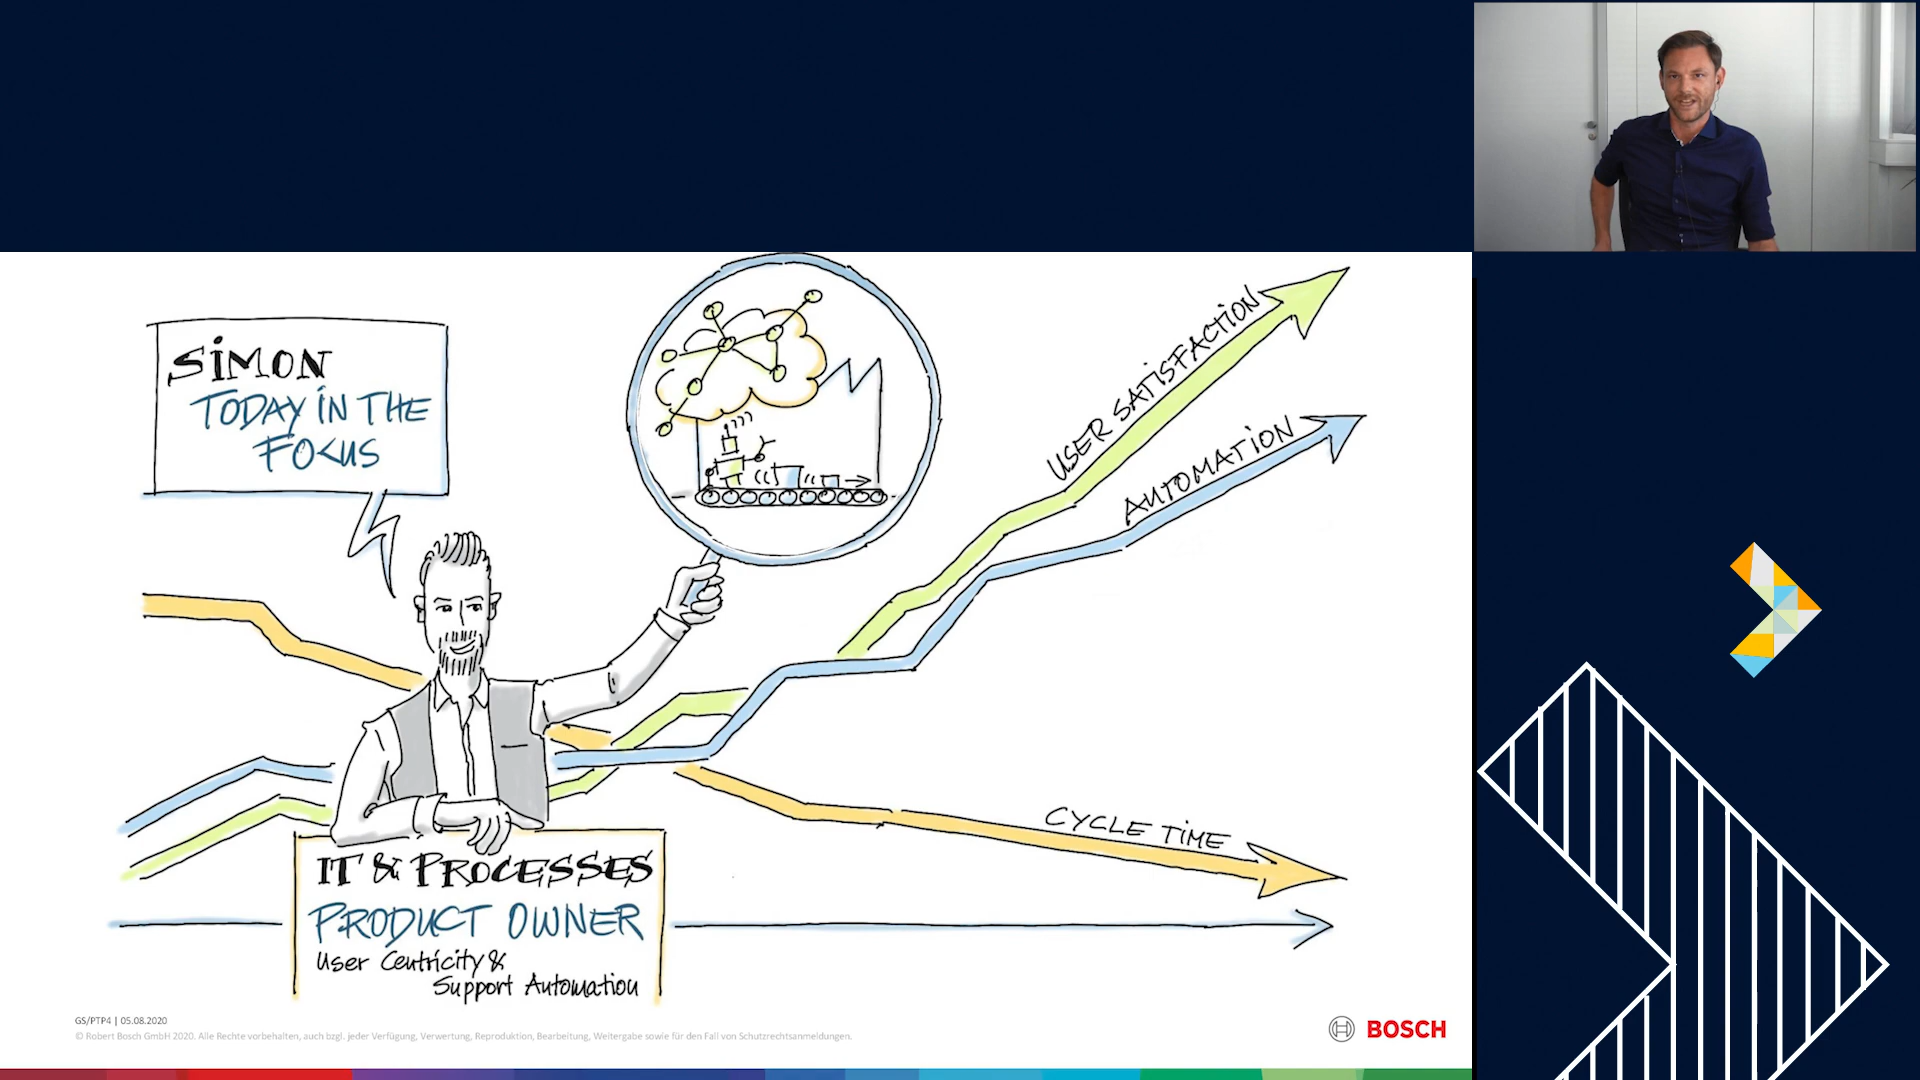 SIMON
TODAY IN THE
FOCUS
USER SATISFACTION
AUTOMATION
CYCLE TIME
IT & PROCESSES
PRODUCT OWNER
User Centricity &
Support Automation
GS/PTP4 | 05.08.2020
© Robert Bosch GmbH 2020. Alle Rechte vorbehalten, auch bzgl. jeder Verfügung, Verwertung, Reproduktion, Bearbeitung, Weitergabe sowie für den Fall von Schutzrechtsanmeldungen.
BOSCH